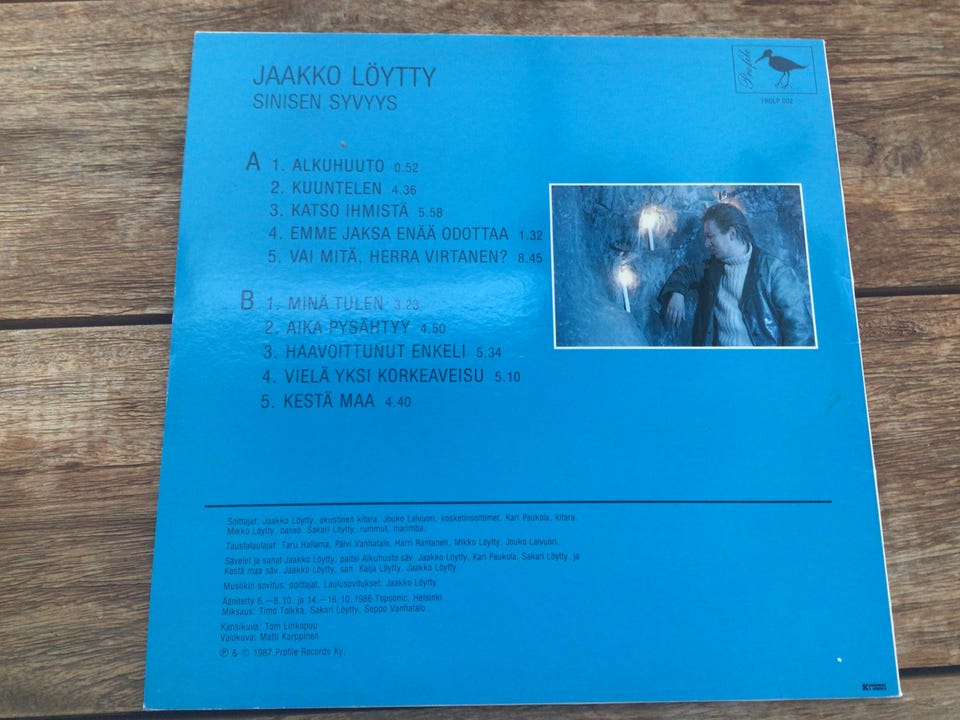 JAAKKO LÖYTTY
SINISEN SYVYYS
Profile
PROLP 002
A 1. ALKUHUUTO 0.52
2. KUUNTELEN 4.36
3. KATSO IHMISTÄ 5.58
4. EMME JAKSA ENÄÄ ODOTTAA 1.32
5. VAI MITÄ, HERRA VIRTANEN? 8.45
B 1. MINÄ TULEN 3.23
2. AIKA PYSÄHTYY 4.50
3. HAAVOITTUNUT ENKELI 5.34
4. VIELÄ YKSI KORKEAVEISU 5.10
5. KESTÄ MAA 4.40
Soittajat: Jaakko Löytty, akustinen kitara. Jouko Laivuori, kosketinsoittimet. Kari Paukola, kitara.
Mikko Löytty, basso. Sakari Löytty, rummut, marimba.
Taustalaulajat: Taru Hallama, Päivi Vanhatalo, Harri Rantanen, Mikko Löytty, Jouko Laivuori.
Sävelet ja sanat Jaakko Löytty, paitsi Alkuhuuto säv. Jaakko Löytty, Kari Paukola, Sakari Löytty, ja
Kestä maa säv. Jaakko Löytty, san. Kaija Löytty, Jaakko Löytty.
Musiikin sovitus: soittajat. Laulusovitukset: Jaakko Löytty.
Äänitetty 6.—8.10. ja 14.—16.10. 1986 Topsonic, Helsinki
Miksaus: Timo Toikka, Sakari Löytty, Seppo Vanhatalo.
Kansikuva: Tom Linkopuu
Valokuva: Matti Karppinen
℗ & © 1987 Profile Records Ky.